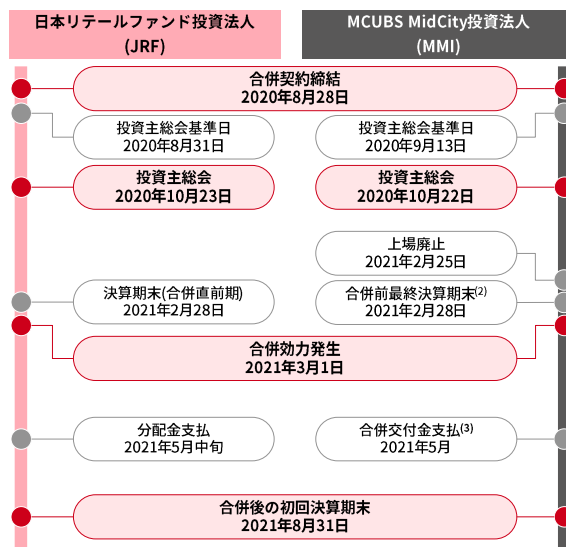 日本リテールファンド投資法人
(JRF)
MCUBS MidCity投資法人
(MMI)
合併契約締結
2020年8月28日
投資主総会基準日
2020年8月31日
投資主総会基準日
2020年9月13日
投資主総会
2020年10月23日
投資主総会
2020年10月22日
上場廃止
2021年2月25日
決算期末(合併直前期)
2021年2月28日
合併前最終決算期末(2)
2021年2月28日
合併効力発生
2021年3月1日
分配金支払
2021年5月中旬
合併交付金支払(3)
2021年5月
合併後の初回決算期末
2021年8月31日